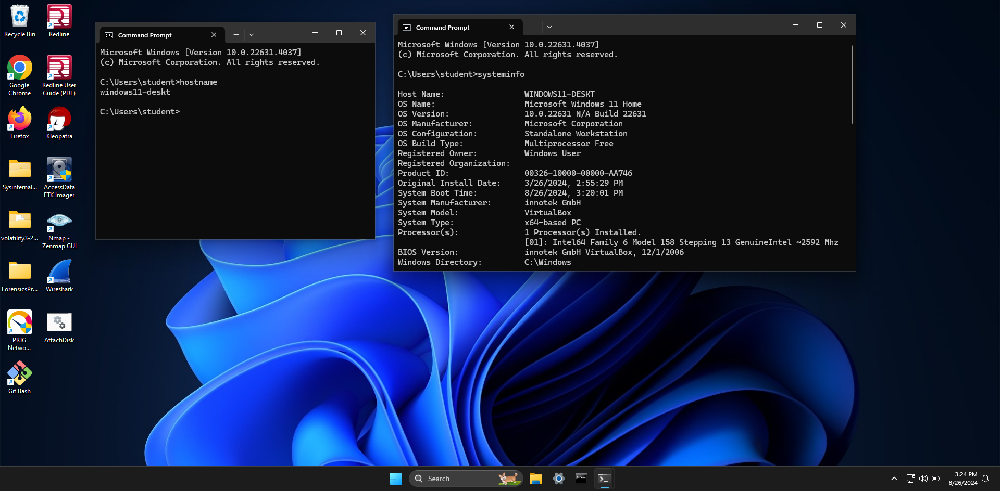 Recycle Bin
Redline
Google
Chrome
Redline User
Guide (PDF)
Firefox
Kleopatra
Sysinternal...
AccessData
FTK Imager
volatility3-2...
Nmap -
Zenmap GUI
ForensicsPr...
Wireshark
PRTG
Netwo...
AttachDisk
Git Bash
Command Prompt
Microsoft Windows [Version 10.0.22631.4037]
(c) Microsoft Corporation. All rights reserved.
C:\Users\student>hostname
windows11-deskt
C:\Users\student>
Command Prompt
Microsoft Windows [Version 10.0.22631.4037]
(c) Microsoft Corporation. All rights reserved.
C:\Users\student>systeminfo
Host Name: WINDOWS11-DESKT
OS Name: Microsoft Windows 11 Home
OS Version: 10.0.22631 N/A Build 22631
OS Manufacturer: Microsoft Corporation
OS Configuration: Standalone Workstation
OS Build Type: Multiprocessor Free
Registered Owner: Windows User
Registered Organization:
Product ID: 00326-10000-00000-AA746
Original Install Date: 3/26/2024, 2:55:29 PM
System Boot Time: 8/26/2024, 3:20:01 PM
System Manufacturer: innotek GmbH
System Model: VirtualBox
System Type: x64-based PC
Processor(s): 1 Processor(s) Installed.
[01]: Intel64 Family 6 Model 158 Stepping 13 GenuineIntel ~2592 Mhz
BIOS Version: innotek GmbH VirtualBox, 12/1/2006
Windows Directory: C:\Windows
Search
3:24 PM
8/26/2024